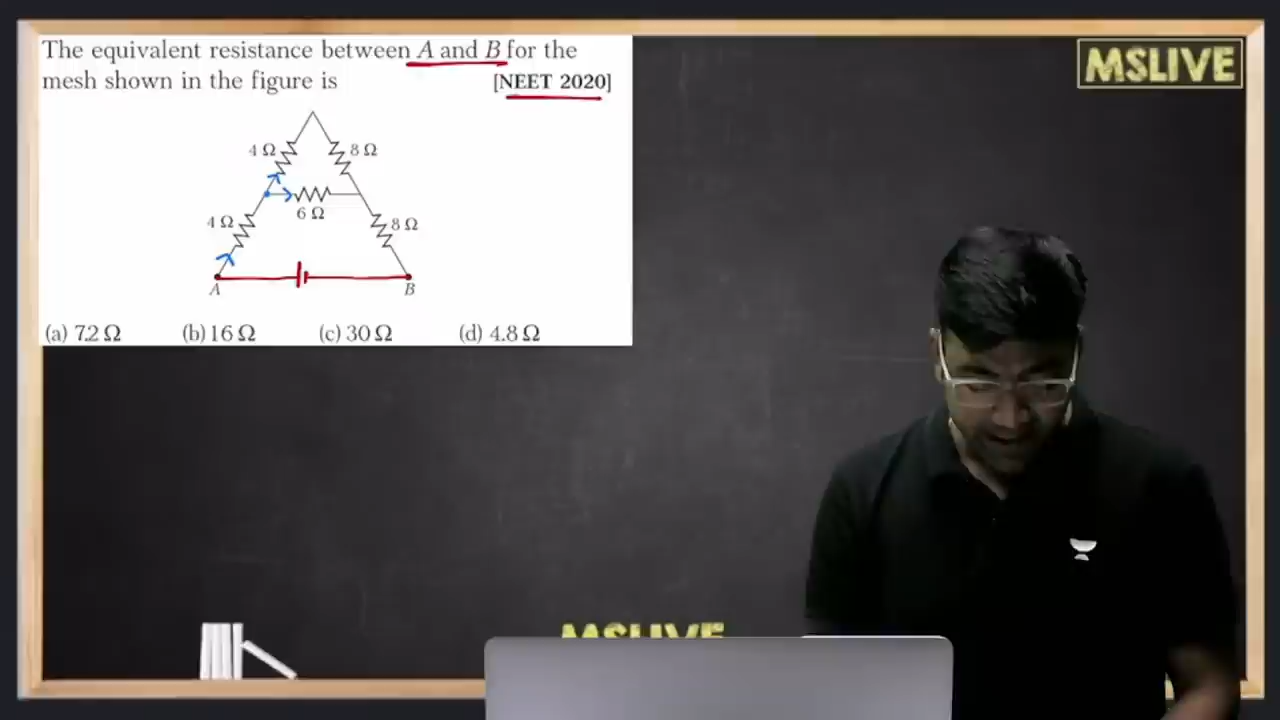 The equivalent resistance between A and B for the
mesh shown in the figure is [NEET 2020]
4 Ω 8 Ω
6 Ω
4 Ω 8 Ω
A B
(a) 7.2 Ω (b) 16 Ω (c) 30 Ω (d) 4.8 Ω
MSLIVE
MSLIVE